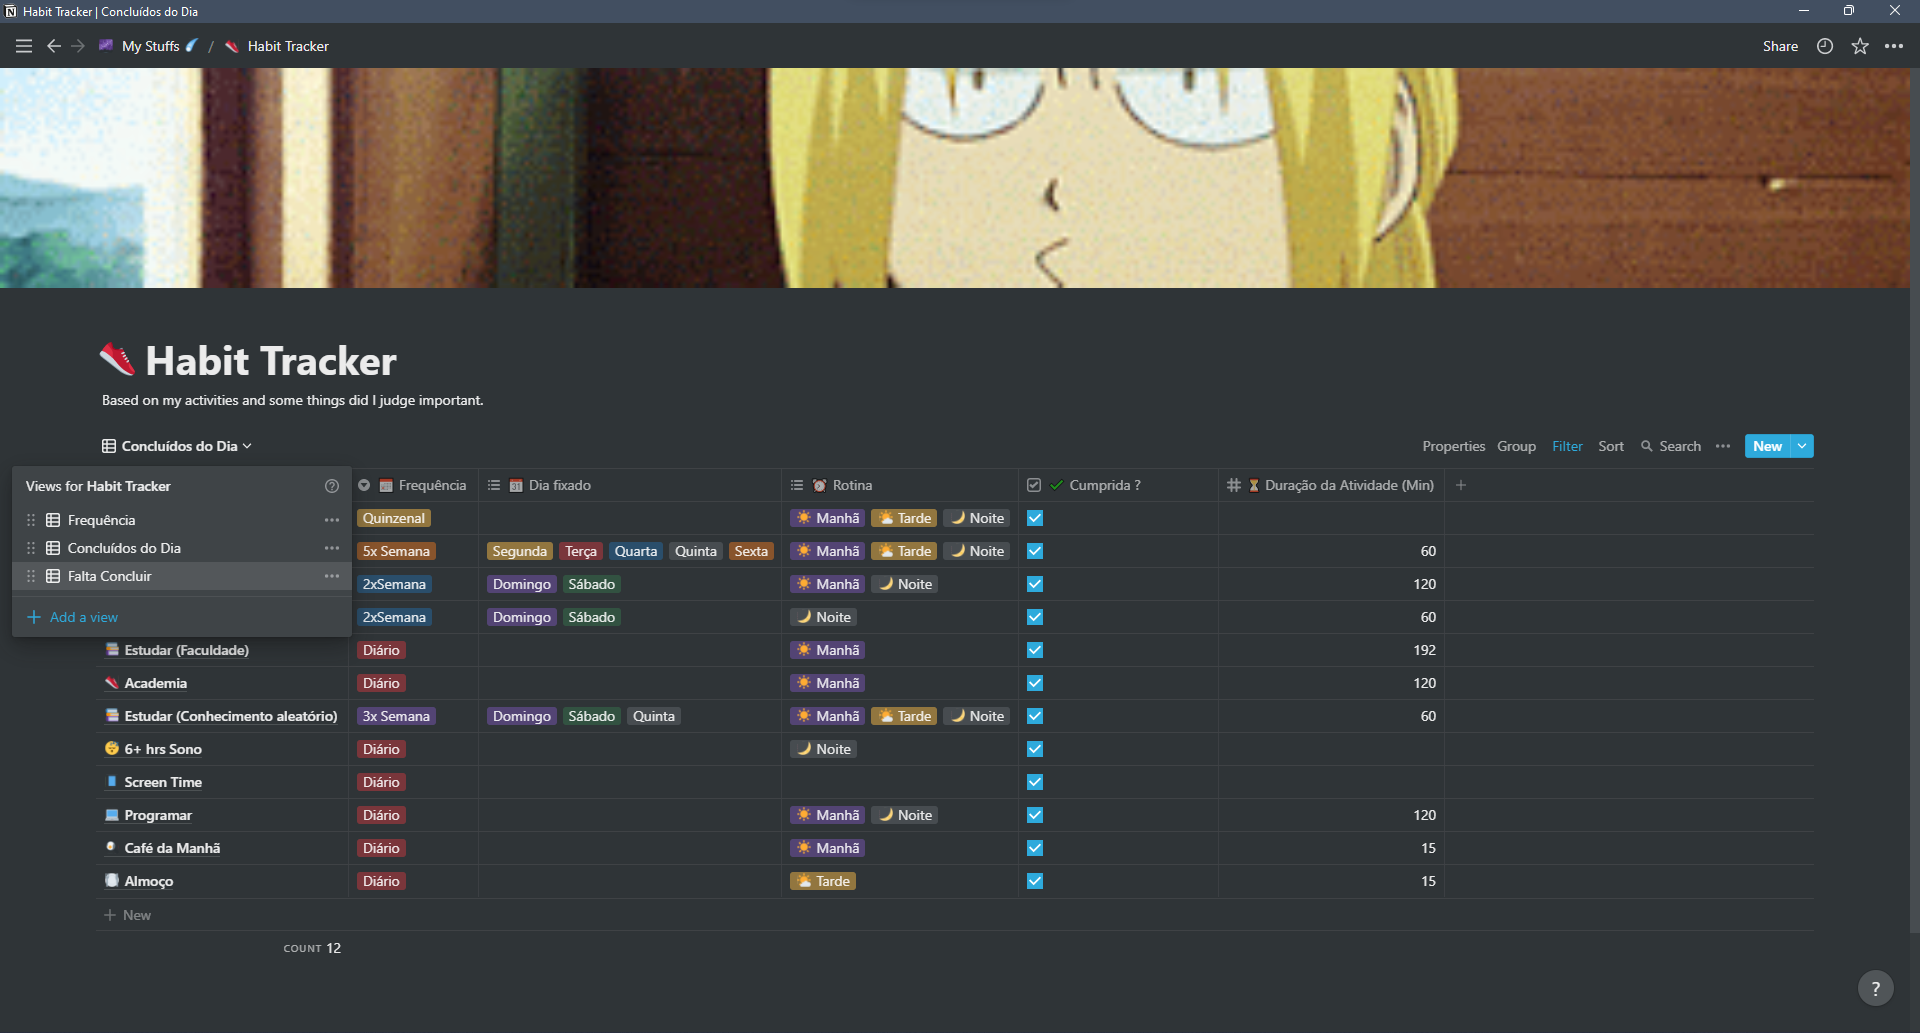 Habit Tracker | Concluídos do Dia
My Stuffs / Habit Tracker
Share
Habit Tracker
Based on my activities and some things did I judge important.
Concluídos do Dia
Properties Group Filter Sort Search New
Views for Habit Tracker
Frequência
Concluídos do Dia
Falta Concluir
Add a view
Frequência Dia fixado Rotina Cumprida ? Duração da Atividade (Min)
Quinzenal Manhã Tarde Noite
5x Semana Segunda Terça Quarta Quinta Sexta Manhã Tarde Noite 60
2xSemana Domingo Sábado Manhã Noite 120
2xSemana Domingo Sábado Noite 60
Estudar (Faculdade) Diário Manhã 192
Academia Diário Manhã 120
Estudar (Conhecimento aleatório) 3x Semana Domingo Sábado Quinta Manhã Tarde Noite 60
6+ hrs Sono Diário Noite
Screen Time Diário
Programar Diário Manhã Noite 120
Café da Manhã Diário Manhã 15
Almoço Diário Tarde 15
New
COUNT 12
?